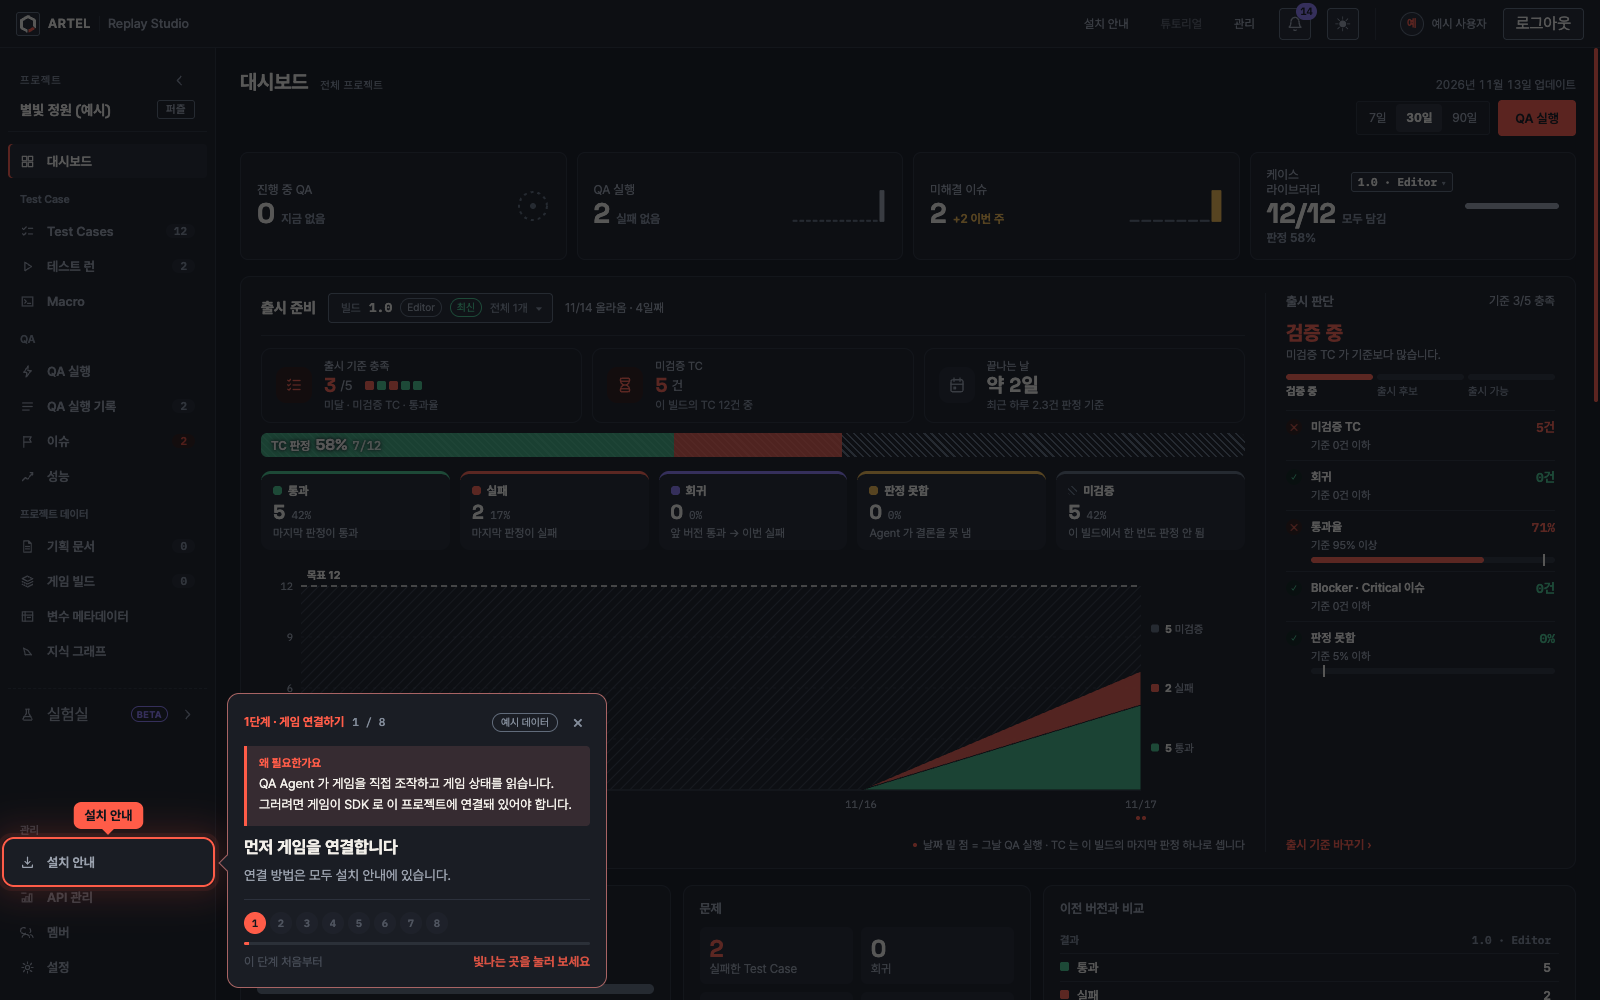 ARTEL Replay Studio
설치 안내
튜토리얼
관리
14
예
예시 사용자
로그아웃
프로젝트
별빛 정원 (예시)
퍼즐
대시보드
Test Case
Test Cases 12
테스트 런 2
Macro
QA
QA 실행
QA 실행 기록 2
이슈 2
성능
프로젝트 데이터
기획 문서 0
게임 빌드 0
변수 메타데이터
지식 그래프
실험실 BETA
관리
설치 안내
설치 안내
API 관리
멤버
설정
대시보드 전체 프로젝트
2026년 11월 13일 업데이트
7일 30일 90일
QA 실행
진행 중 QA
0 지금 없음
QA 실행
2 실패 없음
미해결 이슈
2 +2 이번 주
케이스
라이브러리
1.0 · Editor
12/12 모두 담김
판정 58%
출시 준비
빌드 1.0 Editor 최신 전체 1개
11/14 올라옴 · 4일째
출시 기준 충족
3 /5
미달 · 미검증 TC · 통과율
미검증 TC
5 건
이 빌드의 TC 12건 중
끝나는 날
약 2일
최근 하루 2.3건 판정 기준
TC 판정 58% 7/12
통과
5 42%
마지막 판정이 통과
실패
2 17%
마지막 판정이 실패
회귀
0 0%
앞 버전 통과 → 이번 실패
판정 못함
0 0%
Agent 가 결론을 못 냄
미검증
5 42%
이 빌드에서 한 번도 판정 안 됨
목표 12
12
9
6
5 미검증
2 실패
5 통과
11/16
11/17
날짜 밑 점 = 그날 QA 실행 · TC 는 이 빌드의 마지막 판정 하나로 셉니다
출시 판단
기준 3/5 충족
검증 중
미검증 TC 가 기준보다 많습니다.
검증 중
출시 후보
출시 가능
미검증 TC 5건
기준 0건 이하
회귀 0건
기준 0건 이하
통과율 71%
기준 95% 이상
Blocker · Critical 이슈 0건
기준 0건 이하
판정 못함 0%
기준 5% 이하
출시 기준 바꾸기 ›
1단계 · 게임 연결하기 1 / 8
예시 데이터
왜 필요한가요
QA Agent 가 게임을 직접 조작하고 게임 상태를 읽습니다.
그러려면 게임이 SDK 로 이 프로젝트에 연결돼 있어야 합니다.
먼저 게임을 연결합니다
연결 방법은 모두 설치 안내에 있습니다.
1 2 3 4 5 6 7 8
이 단계 처음부터
빛나는 곳을 눌러 보세요
문제
2
실패한 Test Case
0
회귀
이전 버전과 비교
결과 1.0 · Editor
통과 5
실패 2